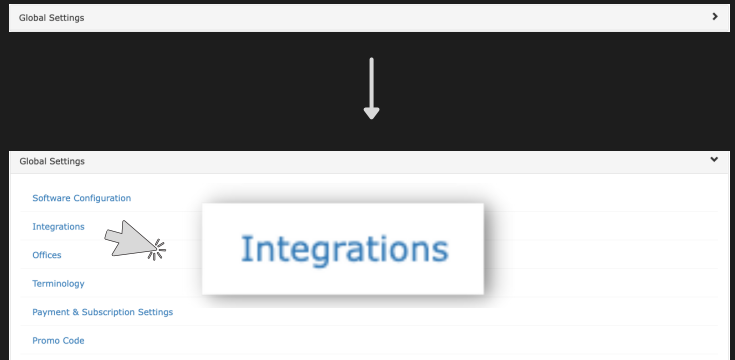 Global Settings
Global Settings
Software Configuration
Integrations
Integrations
Offices
Terminology
Payment & Subscription Settings
Promo Code